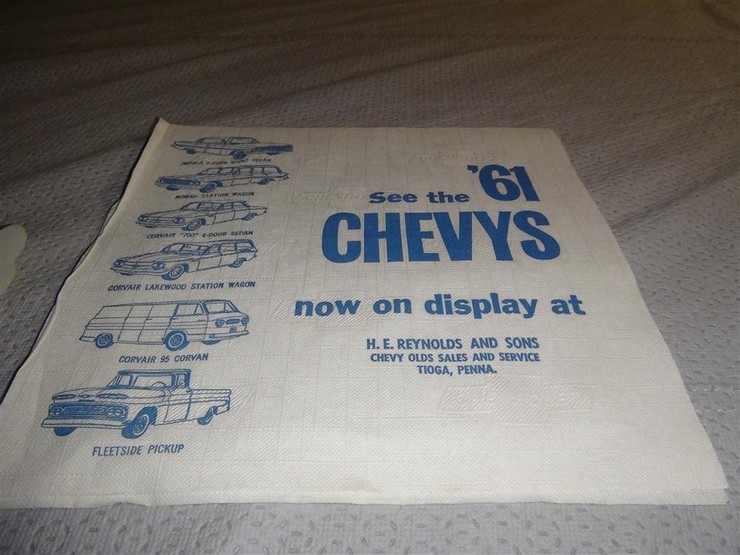 IMPALA 4-DOOR SPORT SEDAN
NOMAD STATION WAGON
CORVAIR "700" 4-DOOR SEDAN
CORVAIR LAKEWOOD STATION WAGON
CORVAIR 95 CORVAN
FLEETSIDE PICKUP
See the '61
CHEVYS
now on display at
H. E. REYNOLDS AND SONS
CHEVY OLDS SALES AND SERVICE
TIOGA, PENNA.